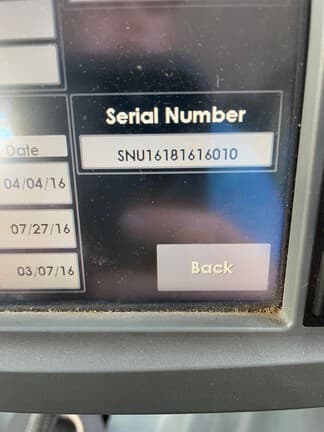 Serial Number
SNU16181616010
Date
04/04/16
07/27/16
03/07/16
Back